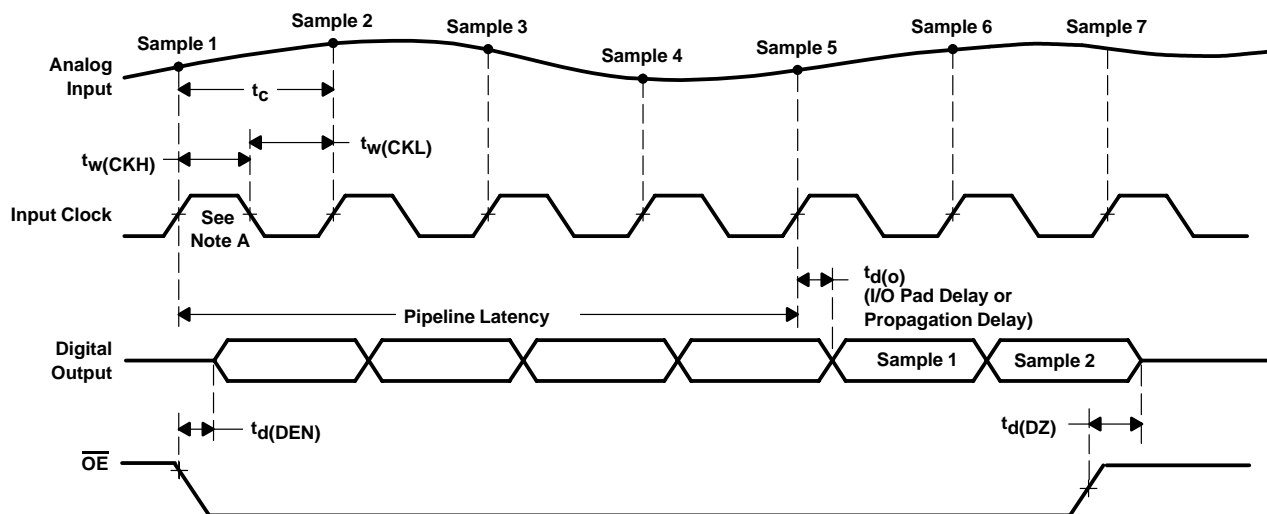 Sample 1
Sample 2
Sample 3
Sample 4
Sample 5
Sample 6
Sample 7
Analog
Input
tc
tw(CKH)
tw(CKL)
Input Clock
See
Note A
td(o)
(I/O Pad Delay or
Propagation Delay)
Pipeline Latency
Digital
Output
Sample 1
Sample 2
td(DEN)
td(DZ)
OE